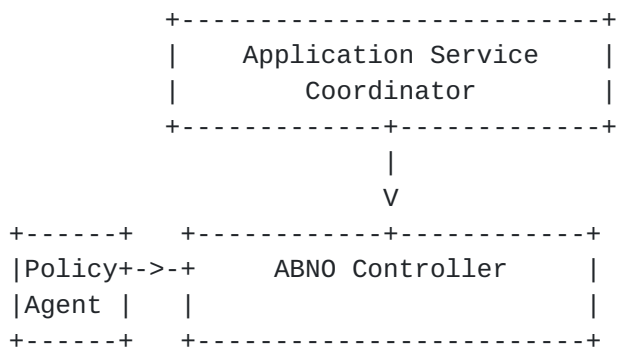 Application Service
Coordinator
Policy
Agent
ABNO Controller